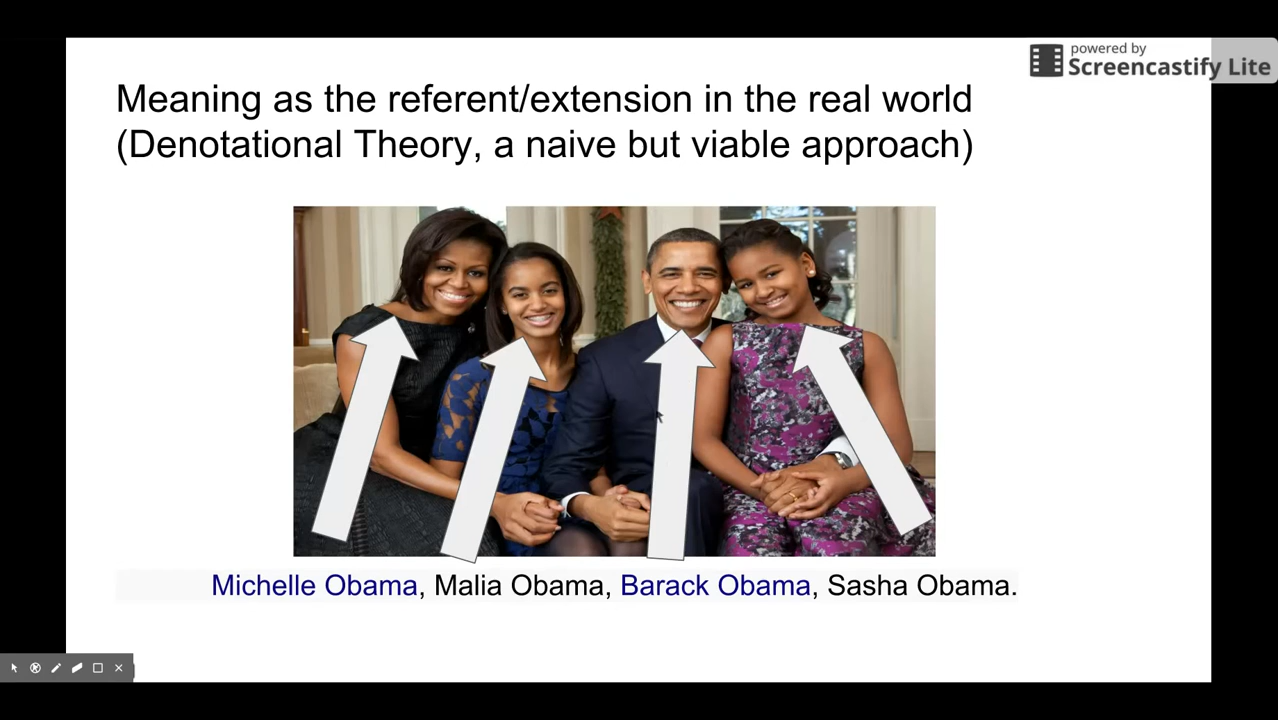 powered by
Screencastify Lite
Meaning as the referent/extension in the real world
(Denotational Theory, a naive but viable approach)
Michelle Obama, Malia Obama, Barack Obama, Sasha Obama.